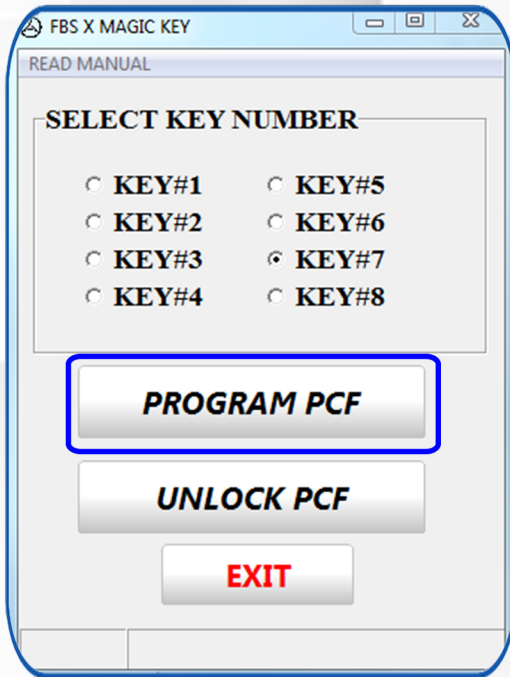 FBS X MAGIC KEY
READ MANUAL
SELECT KEY NUMBER
KEY#1 KEY#5
KEY#2 KEY#6
KEY#3 KEY#7
KEY#4 KEY#8
PROGRAM PCF
UNLOCK PCF
EXIT